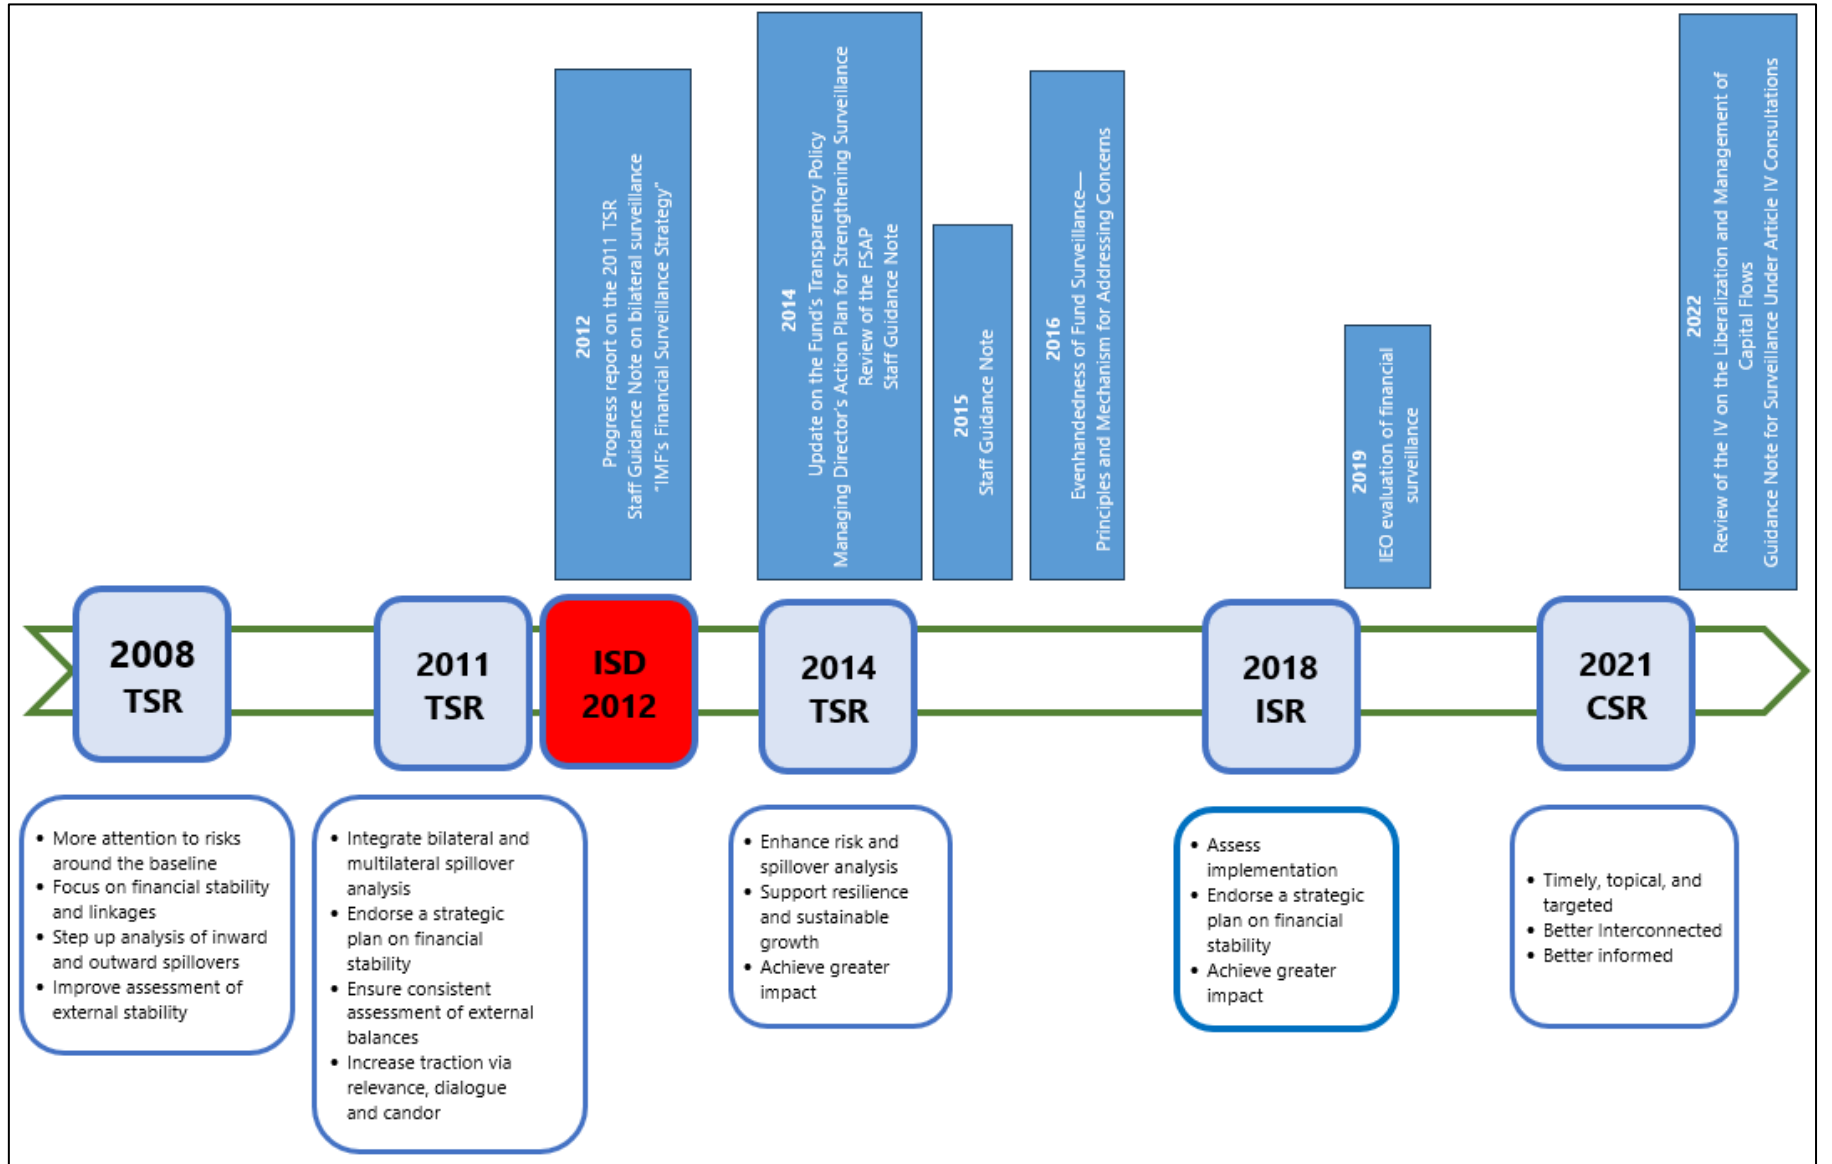 2012
Progress report on the 2011 TSR
Staff Guidance Note on bilateral surveillance
"IMF's Financial Surveillance Strategy"
2014
Update on the Fund's Transparency Policy
Managing Director's Action Plan for Strengthening Surveillance
Review of the FSAP
Staff Guidance Note
2015
Staff Guidance Note
2016
Evenhandedness of Fund Surveillance—
Principles and Mechanism for Addressing Concerns
2019
IEO evaluation of financial
surveillance
2022
Review of the IV on the Liberalization and Management of
Capital Flows
Guidance Note for Surveillance Under Article IV Consultations
2008
TSR
2011
TSR
ISD
2012
2014
TSR
2018
ISR
2021
CSR
• More attention to risks
around the baseline
• Focus on financial stability
and linkages
• Step up analysis of inward
and outward spillovers
• Improve assessment of
external stability
• Integrate bilateral and
multilateral spillover
analysis
• Endorse a strategic
plan on financial
stability
• Ensure consistent
assessment of external
balances
• Increase traction via
relevance, dialogue
and candor
• Enhance risk and
spillover analysis
• Support resilience
and sustainable
growth
• Achieve greater
impact
• Assess
implementation
• Endorse a strategic
plan on financial
stability
• Achieve greater
impact
• Timely, topical, and
targeted
• Better Interconnected
• Better informed